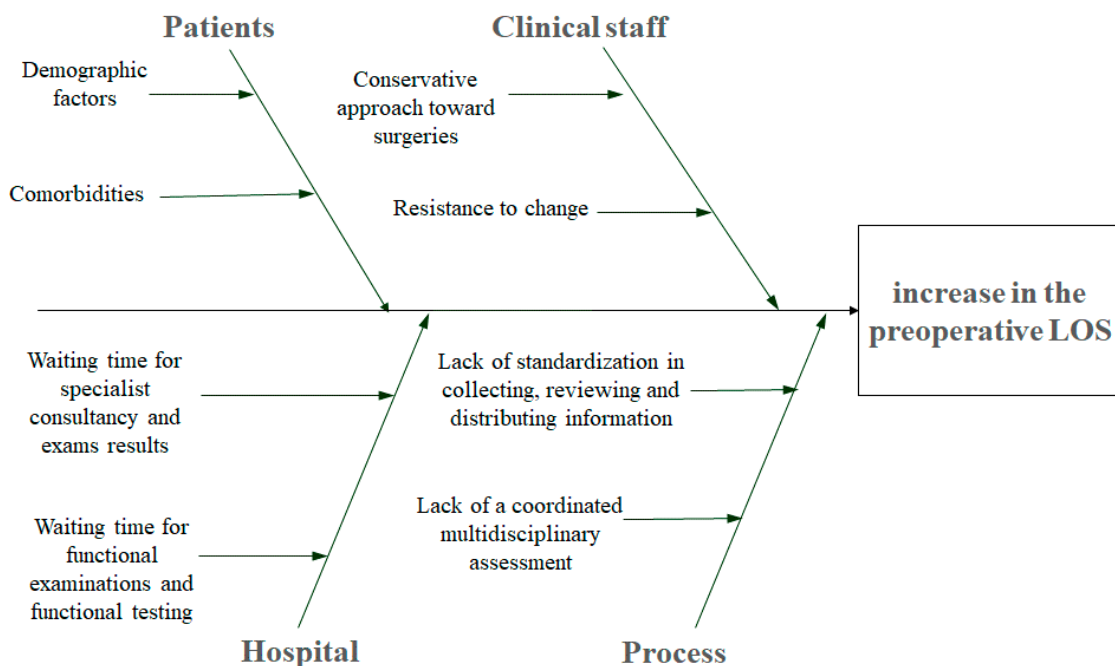 Patients
Clinical staff
Demographic
factors
Conservative
approach toward
surgeries
Comorbidities
Resistance to change
increase in the
preoperative LOS
Waiting time for
specialist
consultancy and
exams results
Lack of standardization in
collecting, reviewing and
distributing information
Waiting time for
functional
examinations and
functional testing
Lack of a coordinated
multidisciplinary
assessment
Hospital
Process